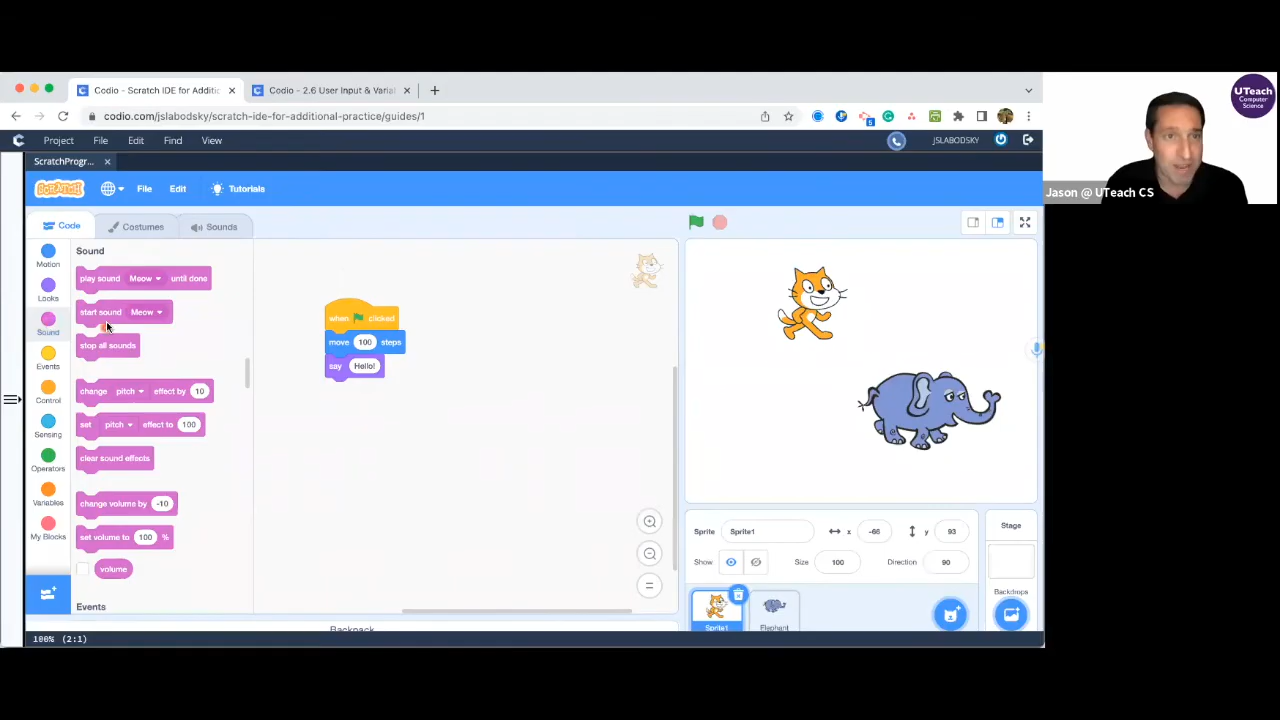 Codio - Scratch IDE for Additio
Codio - 2.6 User Input & Varia
codio.com/jslabodsky/scratch-ide-for-additional-practice/guides/1
5
Project File Edit Find View
jSLABODSKY
ScratchProgr...
SCRATCH
File Edit Tutorials
Code Costumes Sounds
Motion
Looks
Sound
Events
Control
Sensing
Operators
Variables
My Blocks
Sound
play sound Meow until done
start sound Meow
stop all sounds
change pitch effect by 10
set pitch effect to 100
clear sound effects
change volume by -10
set volume to 100 %
volume
Events
when clicked
move 100 steps
say Hello!
Backpack
Sprite Sprite1 x -66 y 93
Show Size 100 Direction 90
Sprite1
Elephant
Stage
Backdrops
100% (2:1)
UTeach
Computer
Science
Jason @ UTeach CS